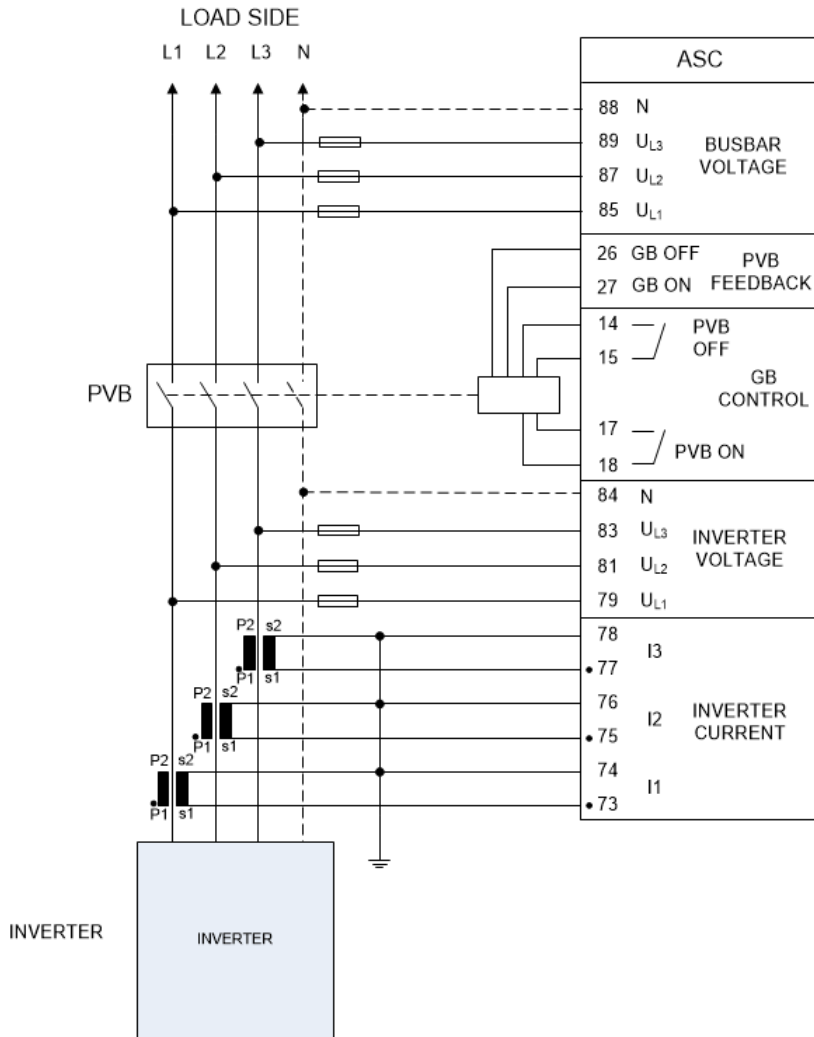 LOAD SIDE
L1 L2 L3 N
ASC
88 N
89 UL3
87 UL2
85 UL1
BUSBAR
VOLTAGE
26 GB OFF
27 GB ON
PVB
FEEDBACK
14
15
PVB
OFF
GB
CONTROL
17
18
PVB ON
PVB
84 N
83 UL3
81 UL2
79 UL1
INVERTER
VOLTAGE
78
77
I3
76
75
I2
74
73
I1
INVERTER
CURRENT
P2 s2
P1 s1
P2 s2
P1 s1
P2 s2
P1 s1
INVERTER
INVERTER